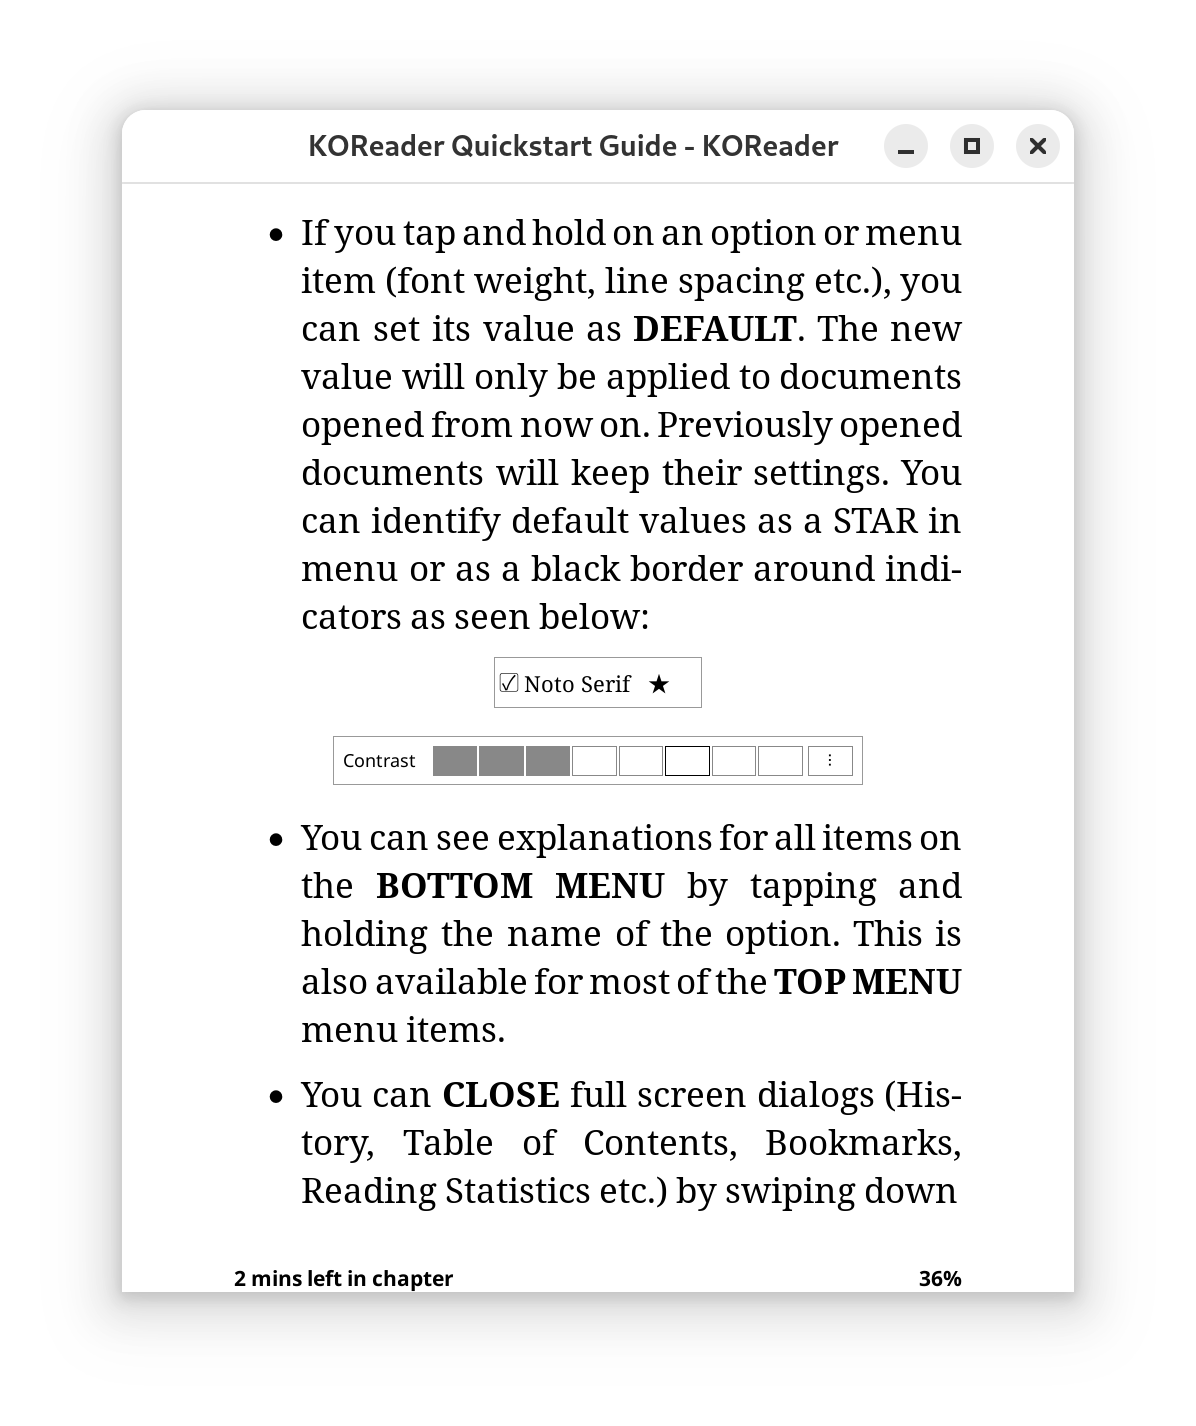 KOReader Quickstart Guide - KOReader
• If you tap and hold on an option or menu
item (font weight, line spacing etc.), you
can set its value as DEFAULT. The new
value will only be applied to documents
opened from now on. Previously opened
documents will keep their settings. You
can identify default values as a STAR in
menu or as a black border around indi-
cators as seen below:
☑ Noto Serif ★
Contrast ⋮
• You can see explanations for all items on
the BOTTOM MENU by tapping and
holding the name of the option. This is
also available for most of the TOP MENU
menu items.
• You can CLOSE full screen dialogs (His-
tory, Table of Contents, Bookmarks,
Reading Statistics etc.) by swiping down
2 mins left in chapter 36%